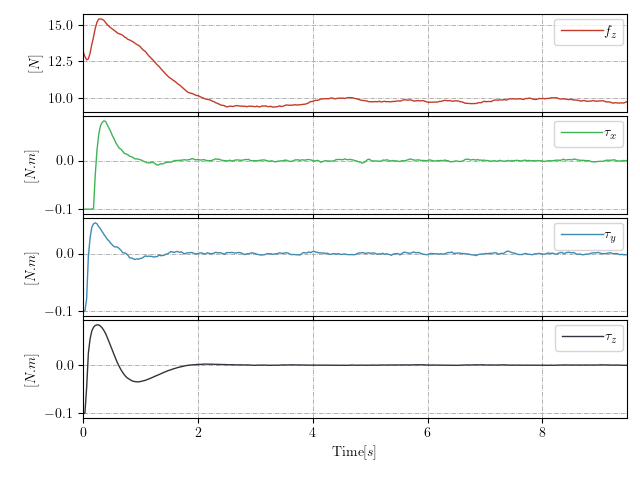 15.0
12.5
10.0
[N]
f_z
0.0
−0.1
[N.m]
τ_x
0.0
−0.1
[N.m]
τ_y
0.0
−0.1
[N.m]
τ_z
0 2 4 6 8
Time[s]